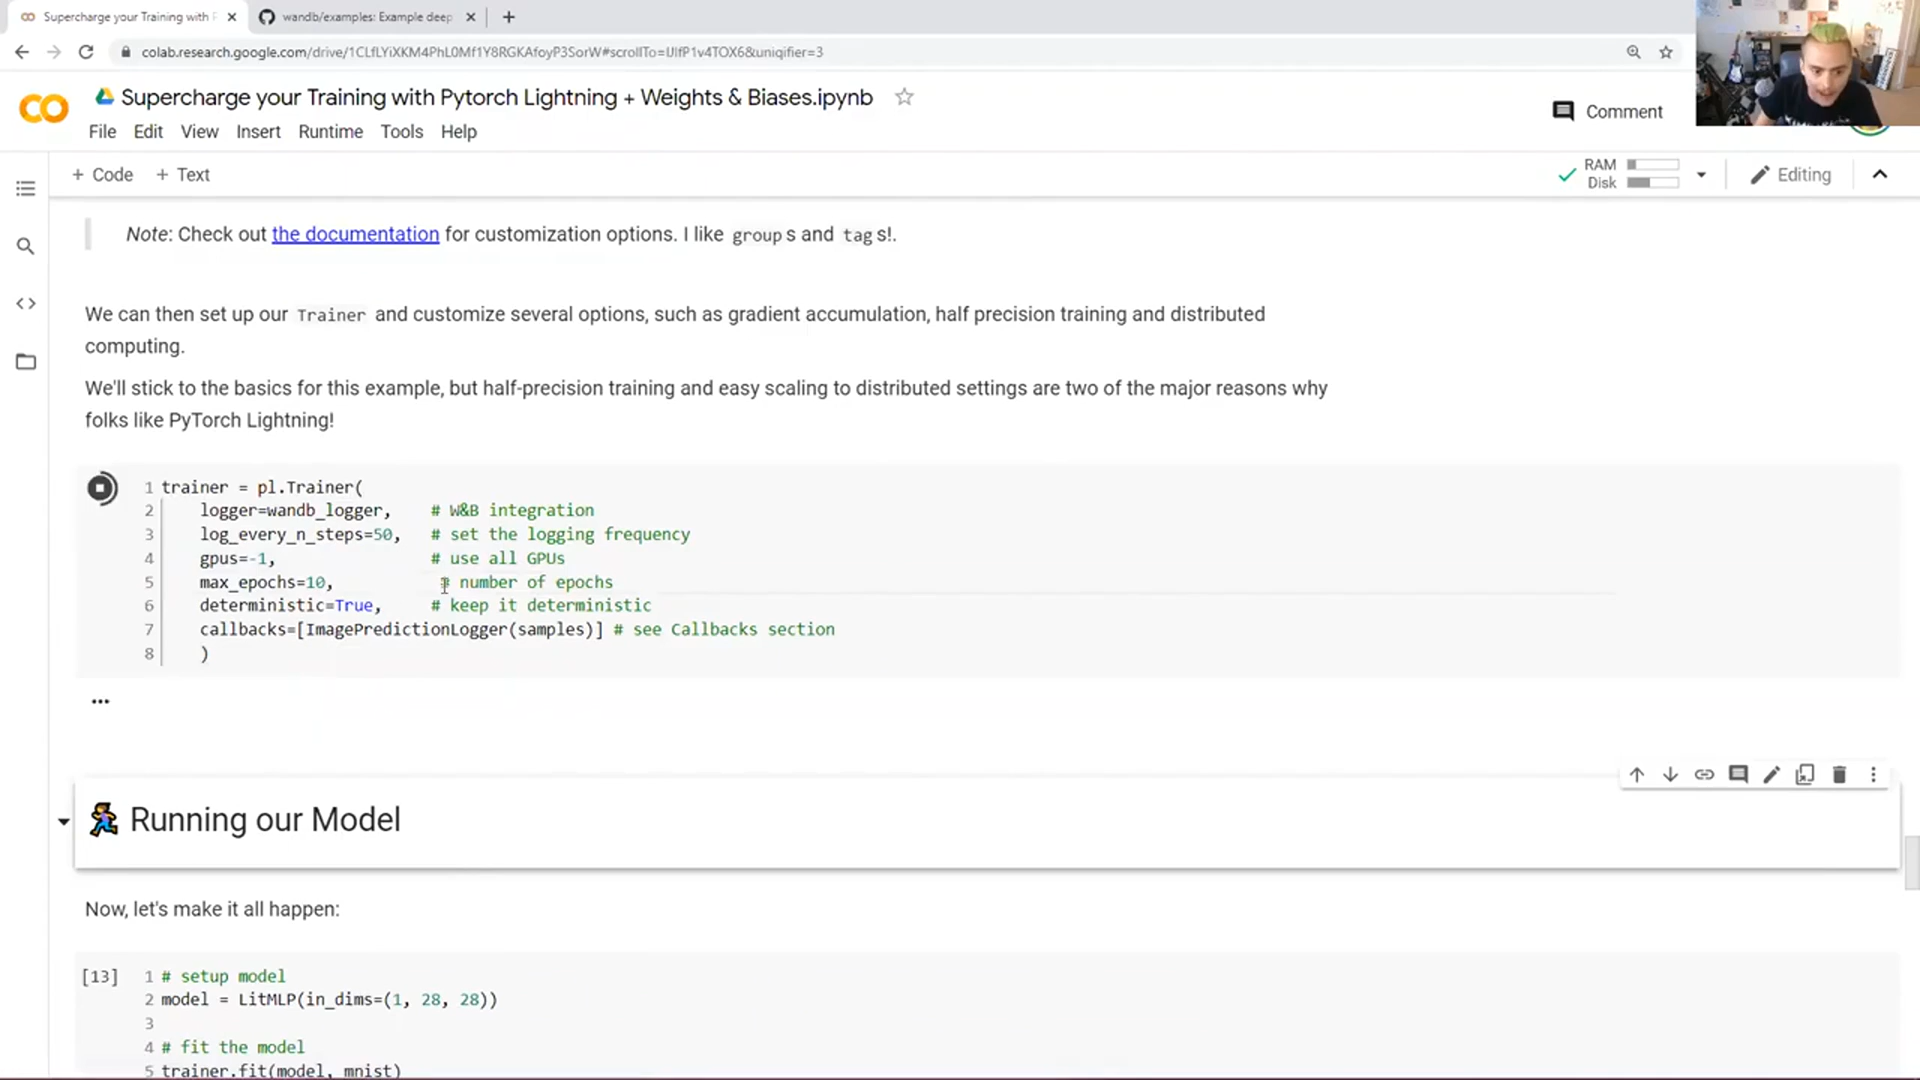 Supercharge your Training with P
wandb/examples: Example deep
colab.research.google.com/drive/1CLfLYiXKM4PhL0Mf1Y8RGKAfoyP3SorW#scrollTo=IJIfP1v4TOX6&uniqifier=3
CO
Supercharge your Training with Pytorch Lightning + Weights & Biases.ipynb
Comment
File Edit View Insert Runtime Tools Help
+ Code + Text
RAM
Disk
Editing
Note: Check out the documentation for customization options. I like group s and tag s!.
We can then set up our Trainer and customize several options, such as gradient accumulation, half precision training and distributed
computing.
We'll stick to the basics for this example, but half-precision training and easy scaling to distributed settings are two of the major reasons why
folks like PyTorch Lightning!
1 trainer = pl.Trainer(
2 logger=wandb_logger, # W&B integration
3 log_every_n_steps=50, # set the logging frequency
4 gpus=-1, # use all GPUs
5 max_epochs=10, # number of epochs
6 deterministic=True, # keep it deterministic
7 callbacks=[ImagePredictionLogger(samples)] # see Callbacks section
8 )
...
Running our Model
Now, let's make it all happen:
[13] 1 # setup model
2 model = LitMLP(in_dims=(1, 28, 28))
3
4 # fit the model
5 trainer.fit(model, mnist)